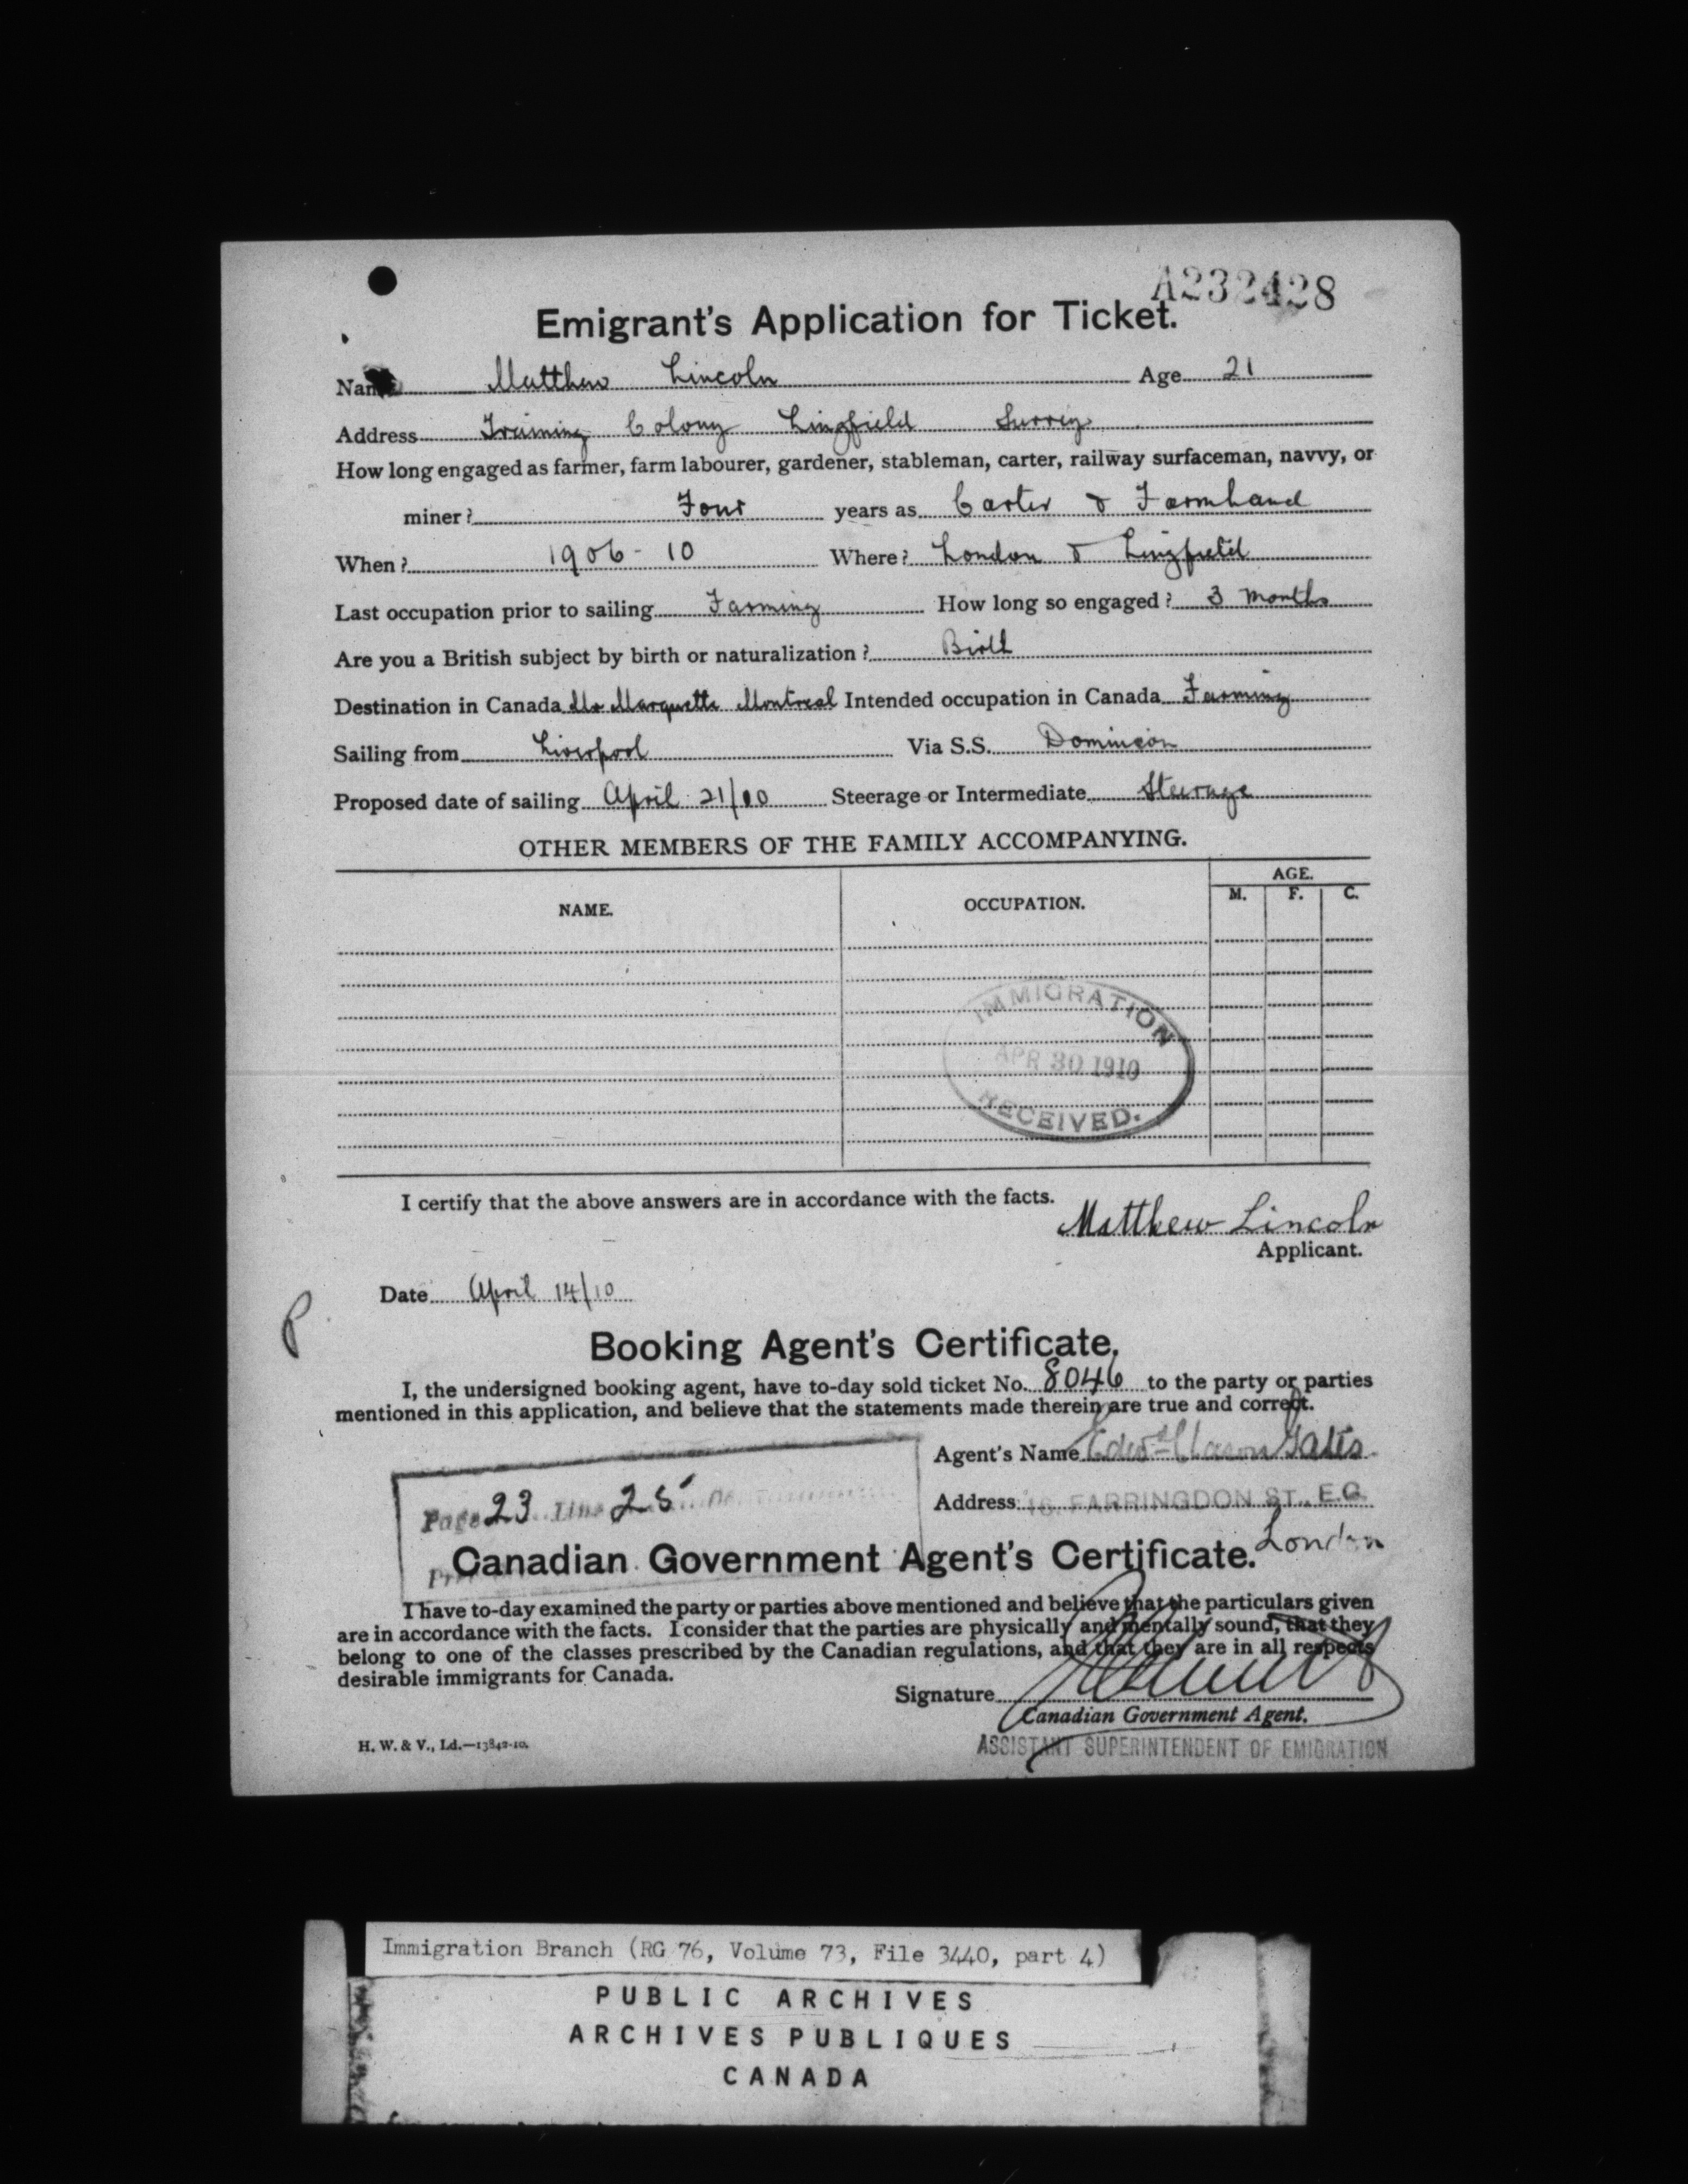 A232428
Emigrant's Application for Ticket.
Name Matthew Lincoln Age 21
Address Training Colony Lingfield Surrey
How long engaged as farmer, farm labourer, gardener, stableman, carter, railway surfaceman, navvy, or
miner? Four years as Carter & Farmhand
When? 1906-10 Where? London & Lingfield
Last occupation prior to sailing Farming How long so engaged? 3 months
Are you a British subject by birth or naturalization? Birth
Destination in Canada Mr Marquette Montreal Intended occupation in Canada Farming
Sailing from Liverpool Via S.S. Dominion
Proposed date of sailing April 21/10 Steerage or Intermediate Steerage
OTHER MEMBERS OF THE FAMILY ACCOMPANYING.
NAME. OCCUPATION. AGE.
M. F. C.
IMMIGRATION
APR 30 1910
RECEIVED.
I certify that the above answers are in accordance with the facts.
Matthew Lincoln
Applicant.
Date April 14/10
P
Booking Agent's Certificate.
I, the undersigned booking agent, have to-day sold ticket No. 8046 to the party or parties
mentioned in this application, and believe that the statements made therein are true and correct.
Agent's Name
Page 23 Line 25
Address FARRINGDON ST., E.C.
London
Canadian Government Agent's Certificate.
I have to-day examined the party or parties above mentioned and believe that the particulars given
are in accordance with the facts. I consider that the parties are physically and mentally sound, that they
belong to one of the classes prescribed by the Canadian regulations, and that they are in all respects
desirable immigrants for Canada.
Signature
Canadian Government Agent.
ASSISTANT SUPERINTENDENT OF EMIGRATION
H. W. & V., Ld.—13842-10.
Immigration Branch (RG 76, Volume 73, File 3440, part 4)
PUBLIC ARCHIVES
ARCHIVES PUBLIQUES
CANADA